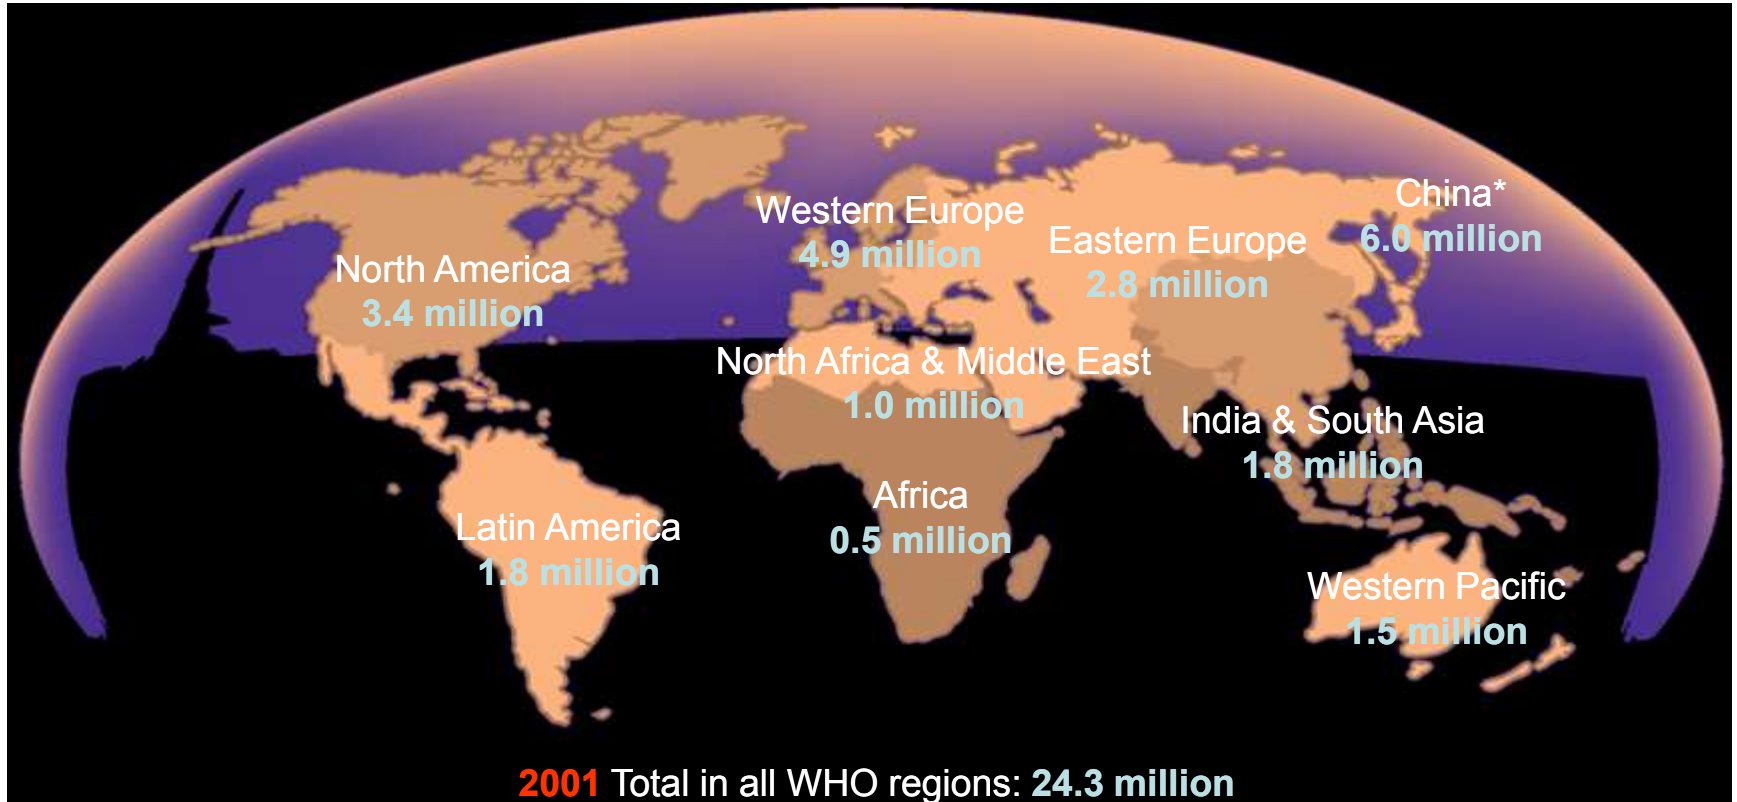 China*
6.0 million
Western Europe
4.9 million
Eastern Europe
2.8 million
North America
3.4 million
North Africa & Middle East
1.0 million
India & South Asia
1.8 million
Africa
0.5 million
Latin America
1.8 million
Western Pacific
1.5 million
2001 Total in all WHO regions: 24.3 million